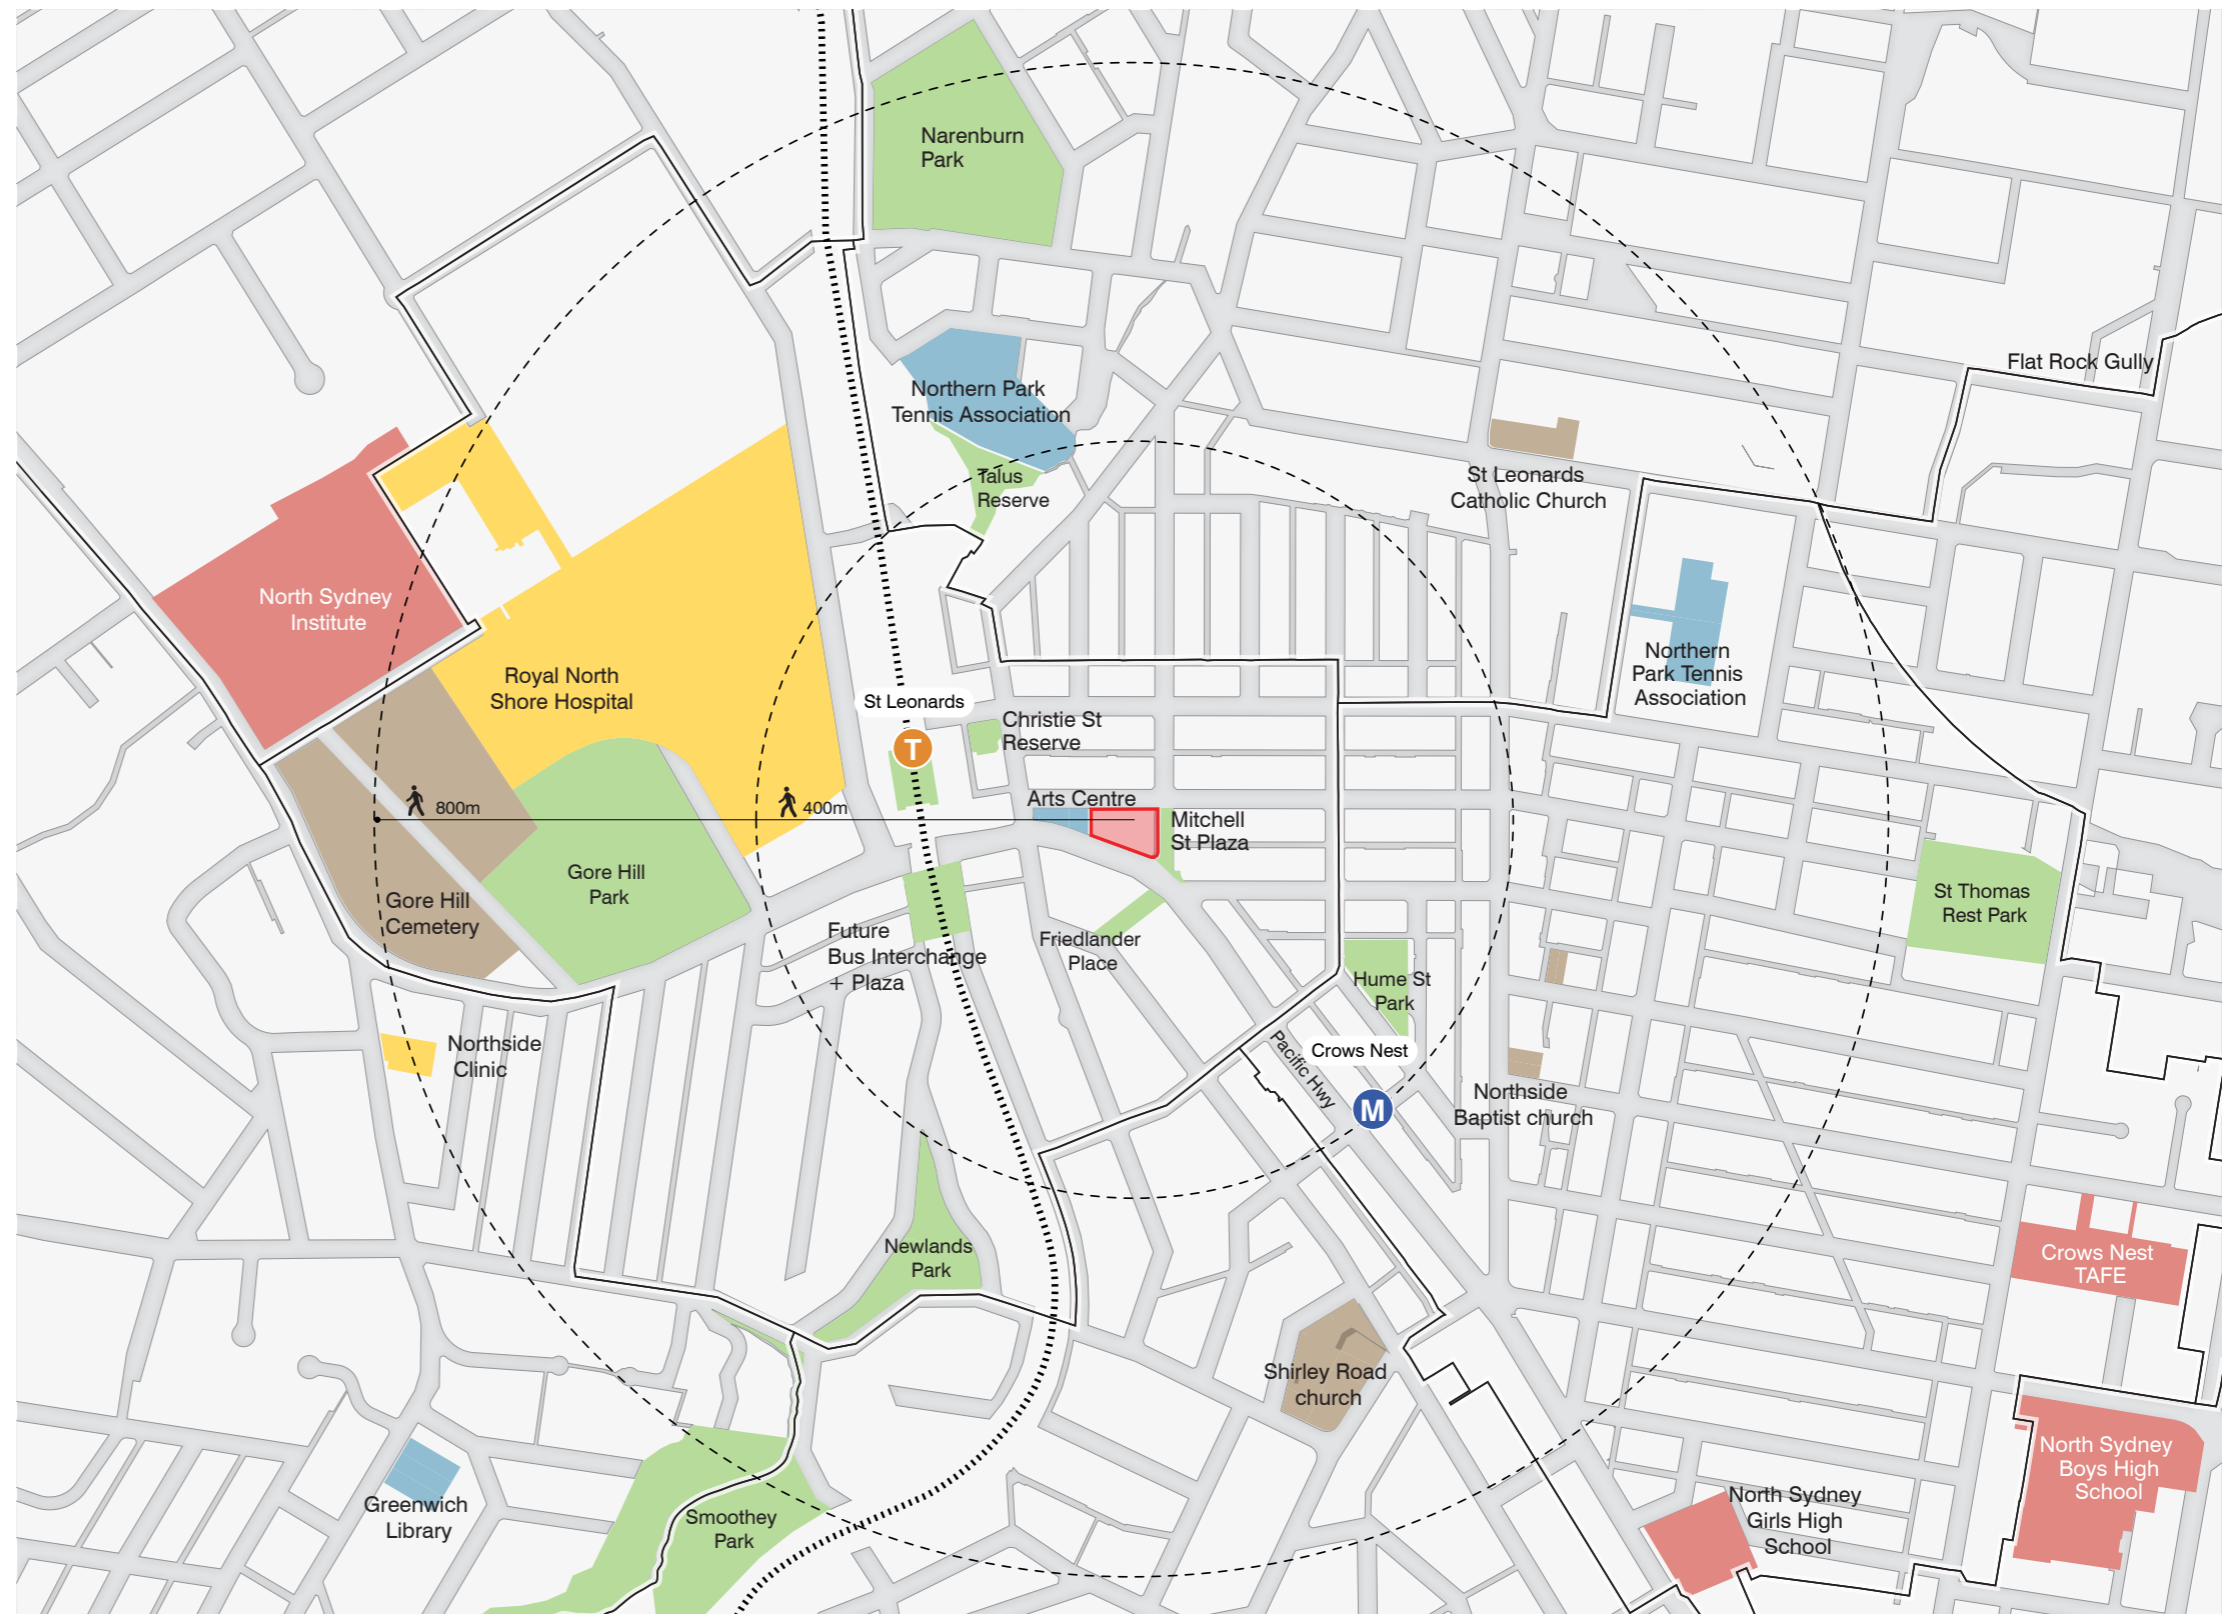 Narenburn
Park
Flat Rock Gully
Northern Park
Tennis Association
Talus
Reserve
St Leonards
Catholic Church
North Sydney
Institute
Royal North
Shore Hospital
Northern
Park Tennis
Association
St Leonards
T
Christie St
Reserve
800m
400m
Arts Centre
Mitchell
St Plaza
Gore Hill
Park
Gore Hill
Cemetery
St Thomas
Rest Park
Future
Bus Interchange
+ Plaza
Friedlander
Place
Hume St
Park
Northside
Clinic
Pacific Hwy
Crows Nest
M
Northside
Baptist church
Newlands
Park
Crows Nest
TAFE
Shirley Road
church
North Sydney
Boys High
School
Greenwich
Library
Smoothey
Park
North Sydney
Girls High
School